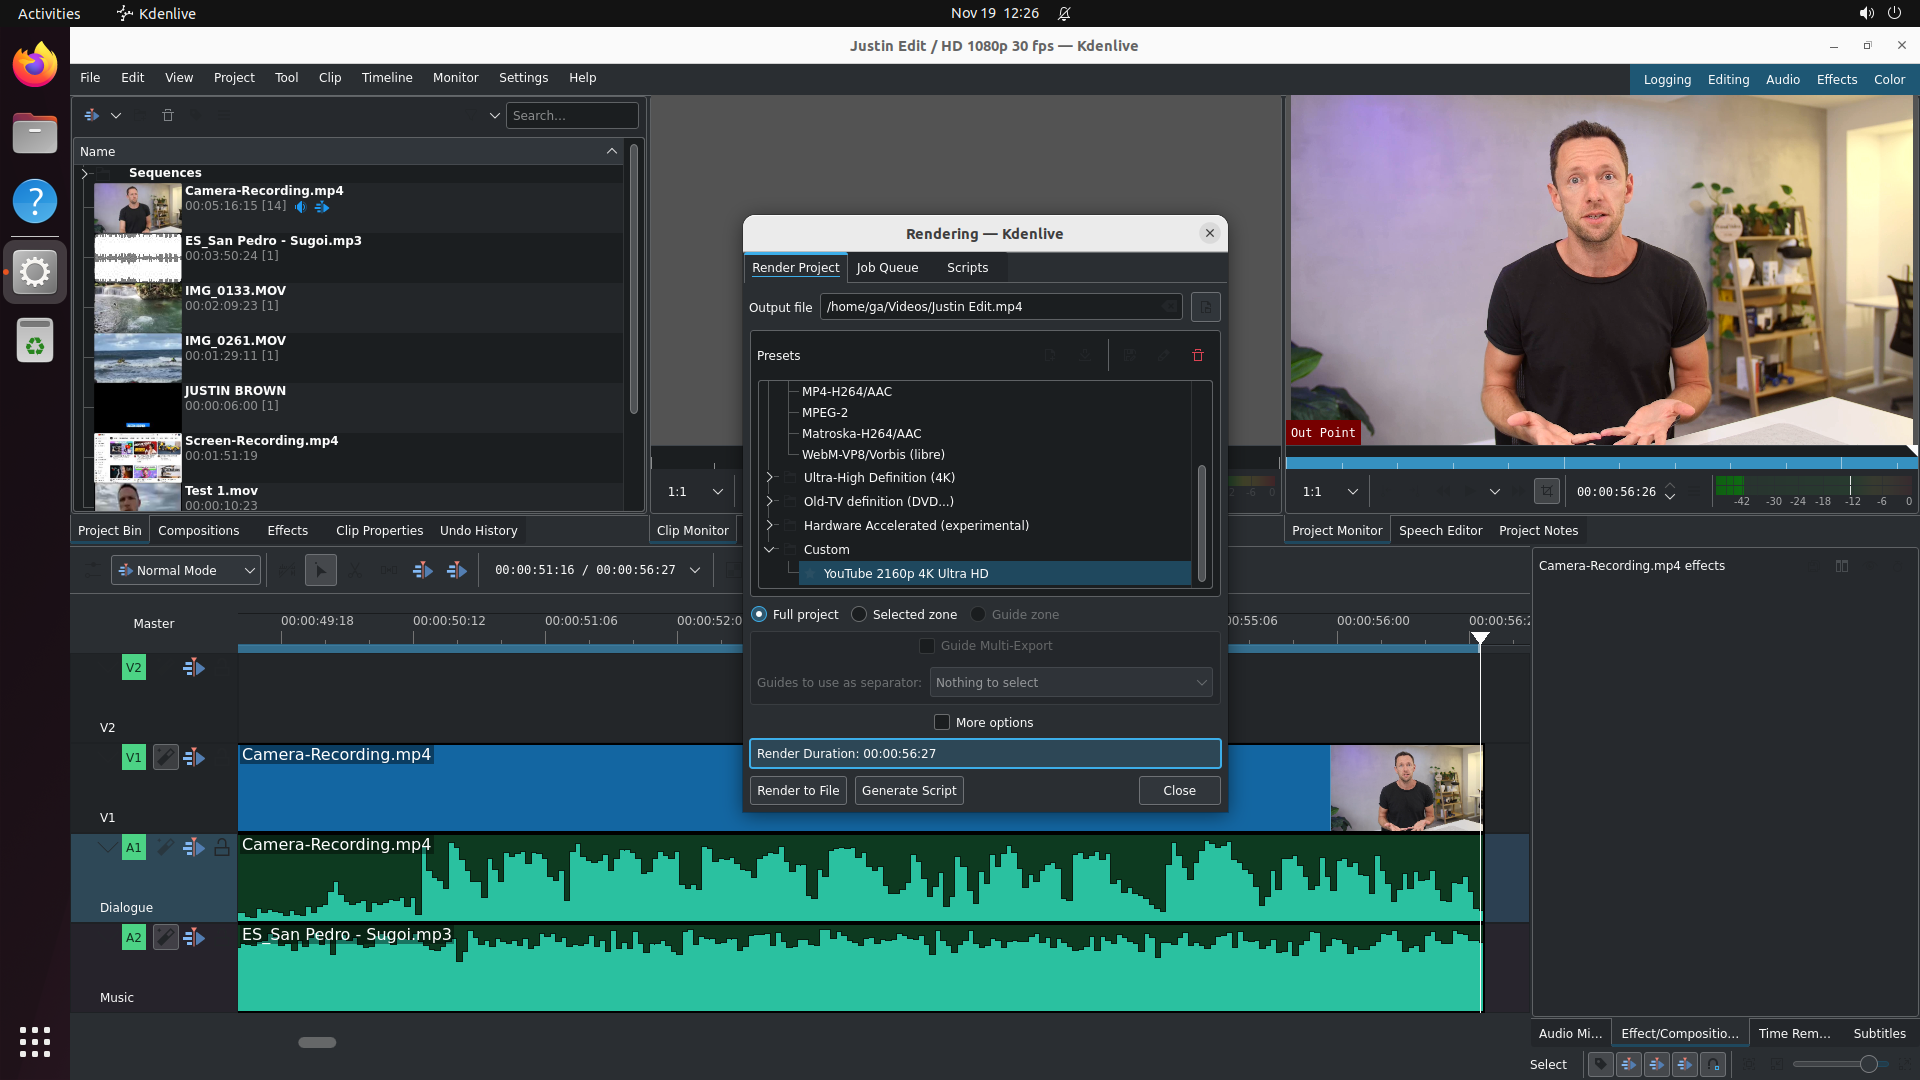 Activities
Kdenlive
Nov 19 12:26
Justin Edit / HD 1080p 30 fps — Kdenlive
File Edit View Project Tool Clip Timeline Monitor Settings Help
Logging Editing Audio Effects Color
Search...
Name
Sequences
Camera-Recording.mp4
00:05:16:15 [14]
ES_San Pedro - Sugoi.mp3
00:03:50:24 [1]
IMG_0133.MOV
00:02:09:23 [1]
IMG_0261.MOV
00:01:29:11 [1]
JUSTIN BROWN
00:00:06:00 [1]
Screen-Recording.mp4
00:01:51:19
Test 1.mov
00:00:10:23
Project Bin Compositions Effects Clip Properties Undo History
1:1
Clip Monitor
-12 -6 0
Rendering — Kdenlive
Render Project Job Queue Scripts
Output file /home/ga/Videos/Justin Edit.mp4
Presets
MP4-H264/AAC
MPEG-2
Matroska-H264/AAC
WebM-VP8/Vorbis (libre)
Ultra-High Definition (4K)
Old-TV definition (DVD...)
Hardware Accelerated (experimental)
Custom
YouTube 2160p 4K Ultra HD
Full project Selected zone Guide zone
Guide Multi-Export
Guides to use as separator: Nothing to select
More options
Render Duration: 00:00:56:27
Render to File Generate Script Close
Out Point
1:1
00:00:56:26
-42 -30 -24 -18 -12 -6 0
Project Monitor Speech Editor Project Notes
Normal Mode
00:00:51:16 / 00:00:56:27
Camera-Recording.mp4 effects
Master
00:00:49:18 00:00:50:12 00:00:51:06 00:00:52:0 55:06 00:00:56:00 00:00:56:2
V2
V2
V1
V1
Camera-Recording.mp4
A1
Dialogue
Camera-Recording.mp4
A2
Music
ES_San Pedro - Sugoi.mp3
Audio Mi... Effect/Compositio... Time Rem... Subtitles
Select